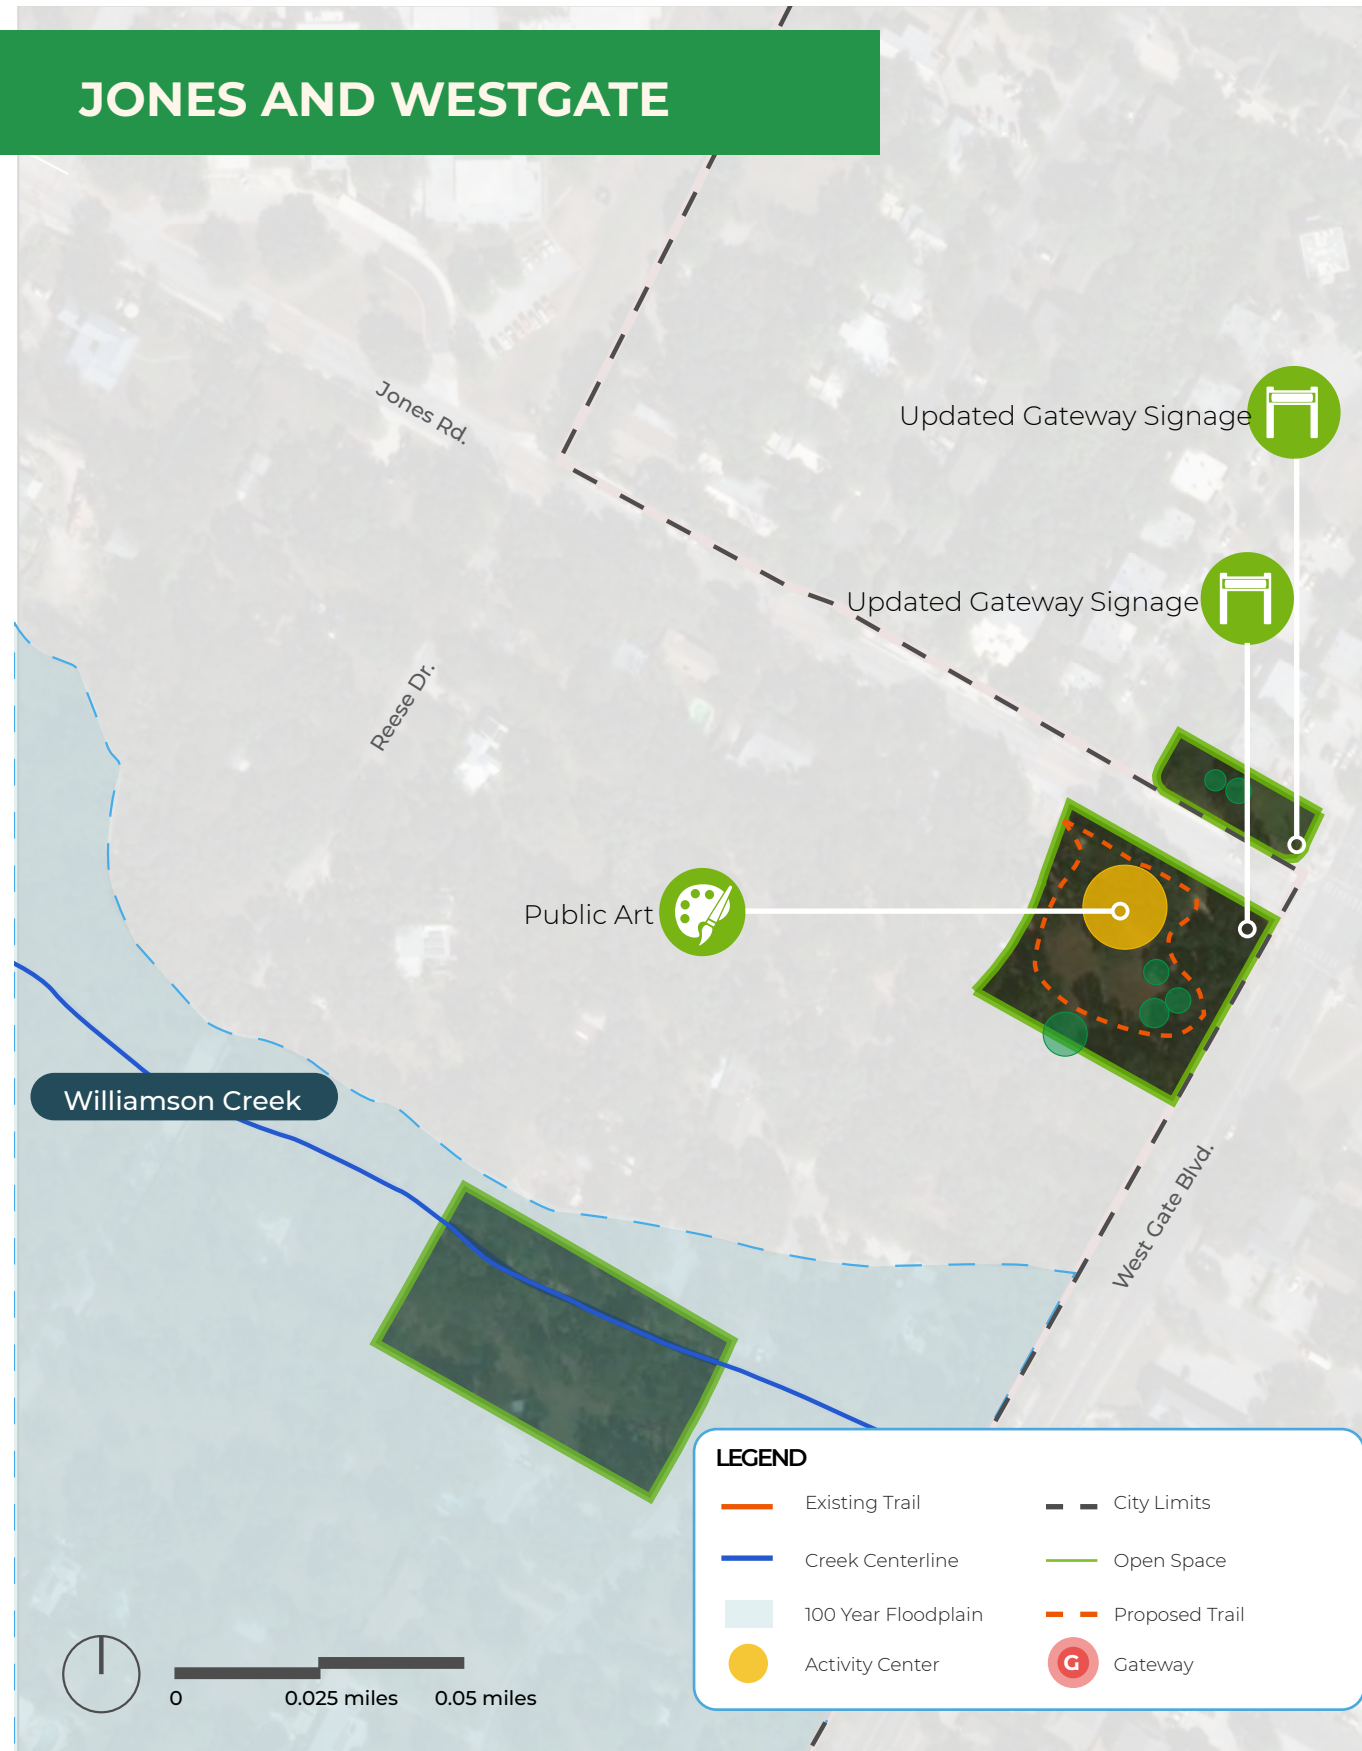 JONES AND WESTGATE
Jones Rd.
Updated Gateway Signage
Updated Gateway Signage
Reese Dr.
Public Art
Williamson Creek
West Gate Blvd.
LEGEND
Existing Trail
City Limits
Creek Centerline
Open Space
100 Year Floodplain
Proposed Trail
Activity Center
G Gateway
0 0.025 miles 0.05 miles